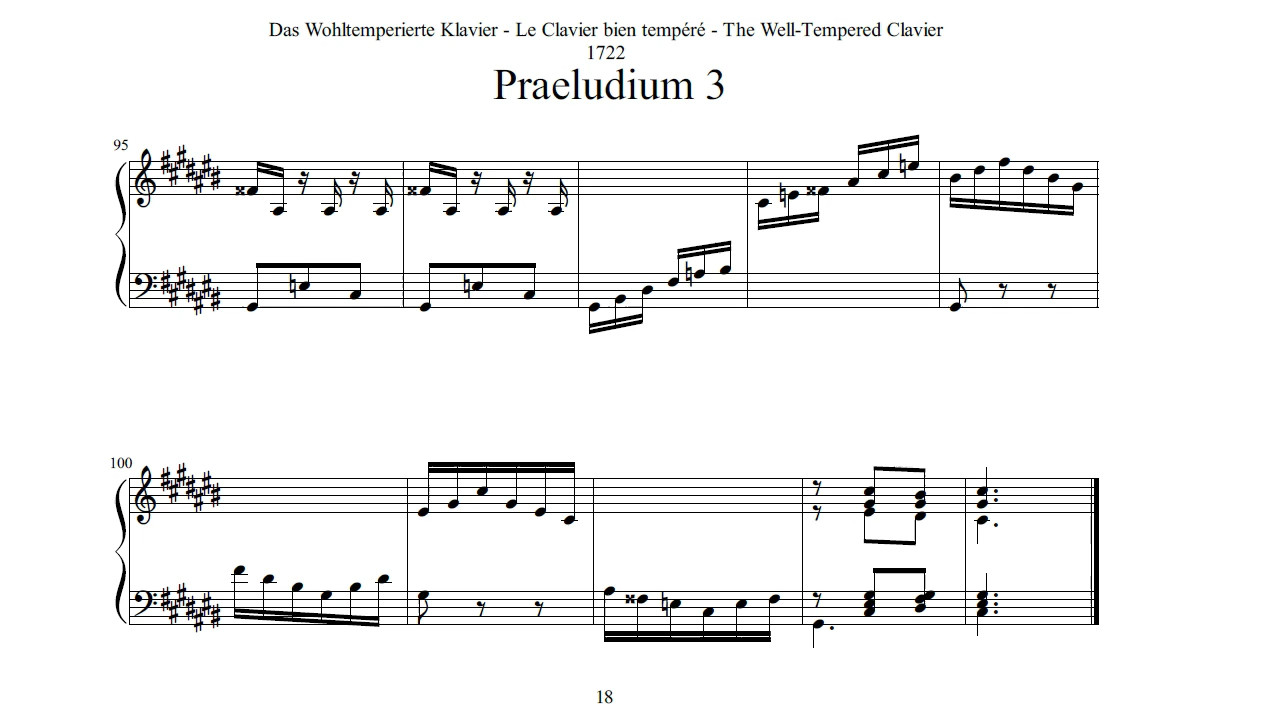 Das Wohltemperierte Klavier - Le Clavier bien tempéré - The Well-Tempered Clavier
1722
Praeludium 3
95
100
18